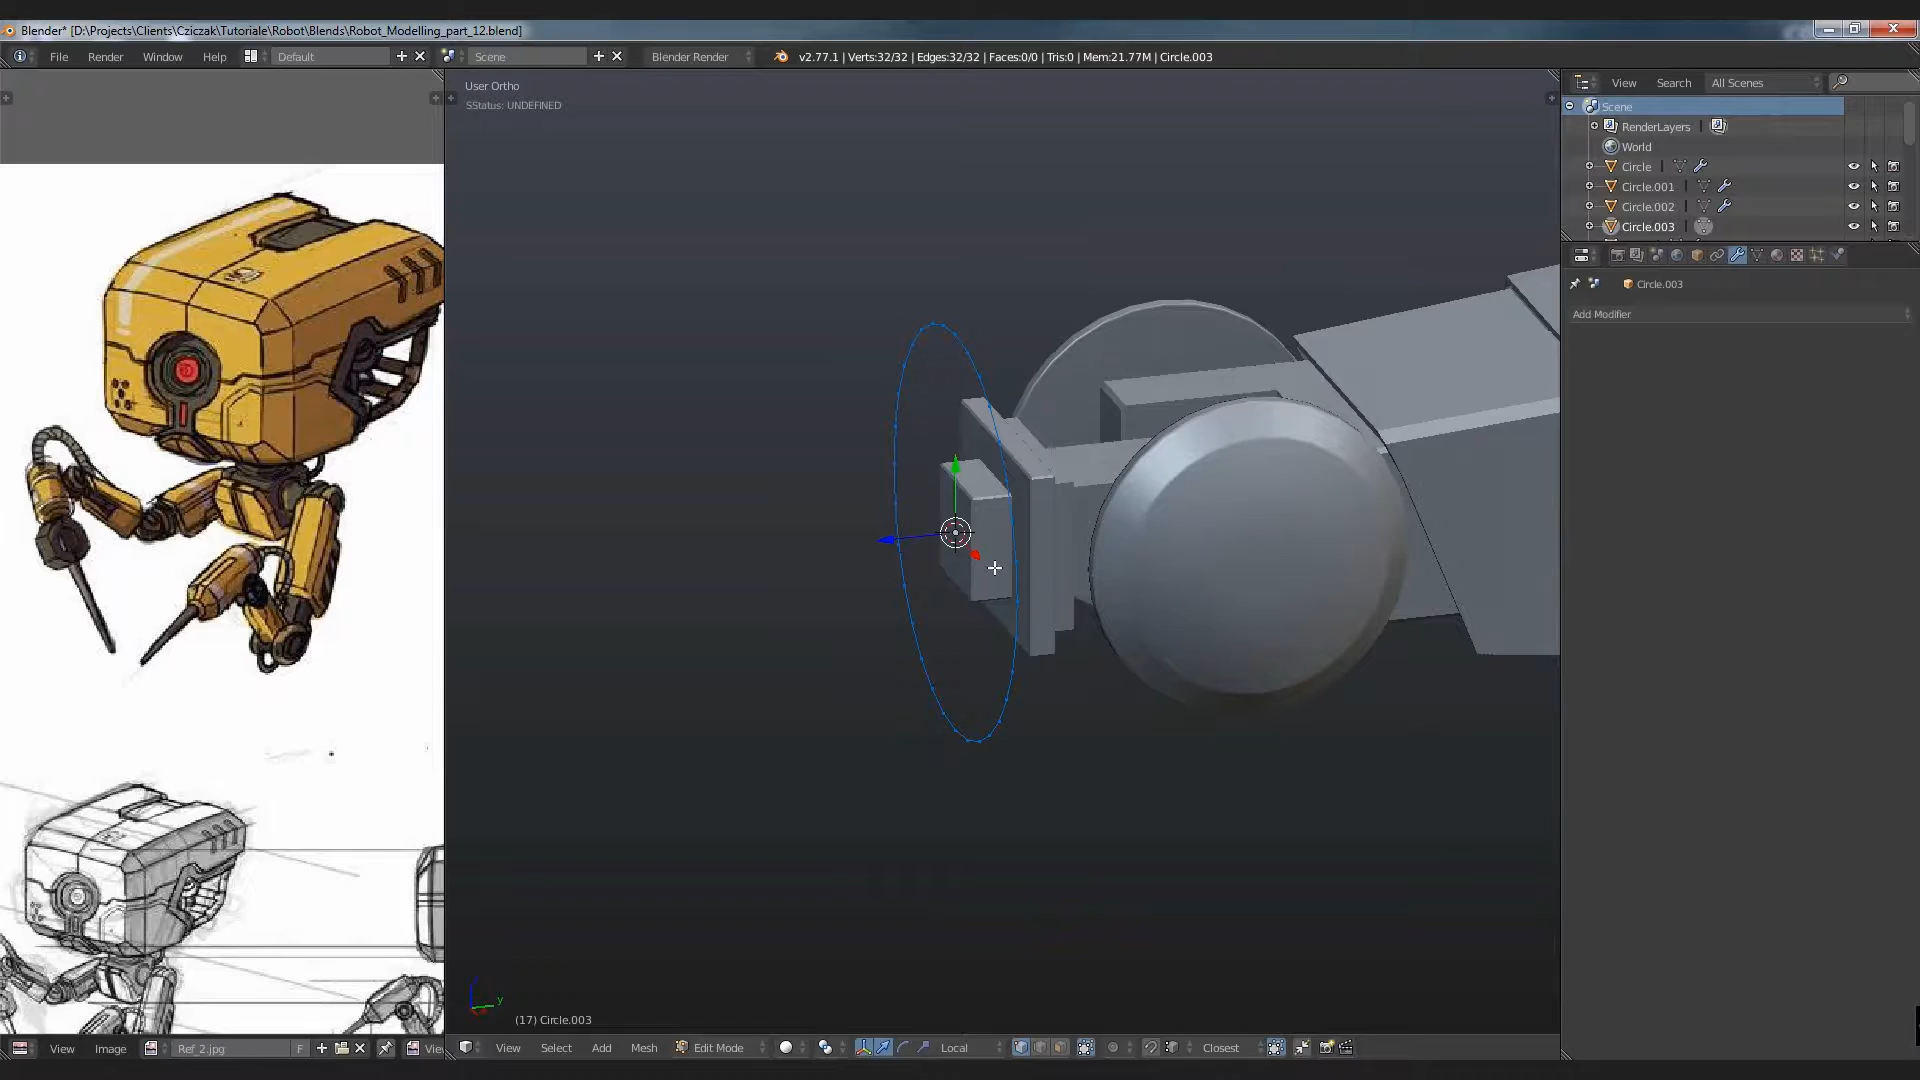 Blender* [D:\Projects\Clients\Cziczak\Tutoriale\Robot\Blends\Robot_Modelling_part_12.blend]
File Render Window Help Default Scene Blender Render v2.77.1 | Verts:32/32 | Edges:32/32 | Faces:0/0 | Tris:0 | Mem:21.77M | Circle.003
User Ortho
SStatus: UNDEFINED
View Search All Scenes
Scene
RenderLayers
World
Circle
Circle.001
Circle.002
Circle.003
Circle.003
Add Modifier
y
(17) Circle.003
View Image Ref_2.jpg F Vie
View Select Add Mesh Edit Mode Local Closest